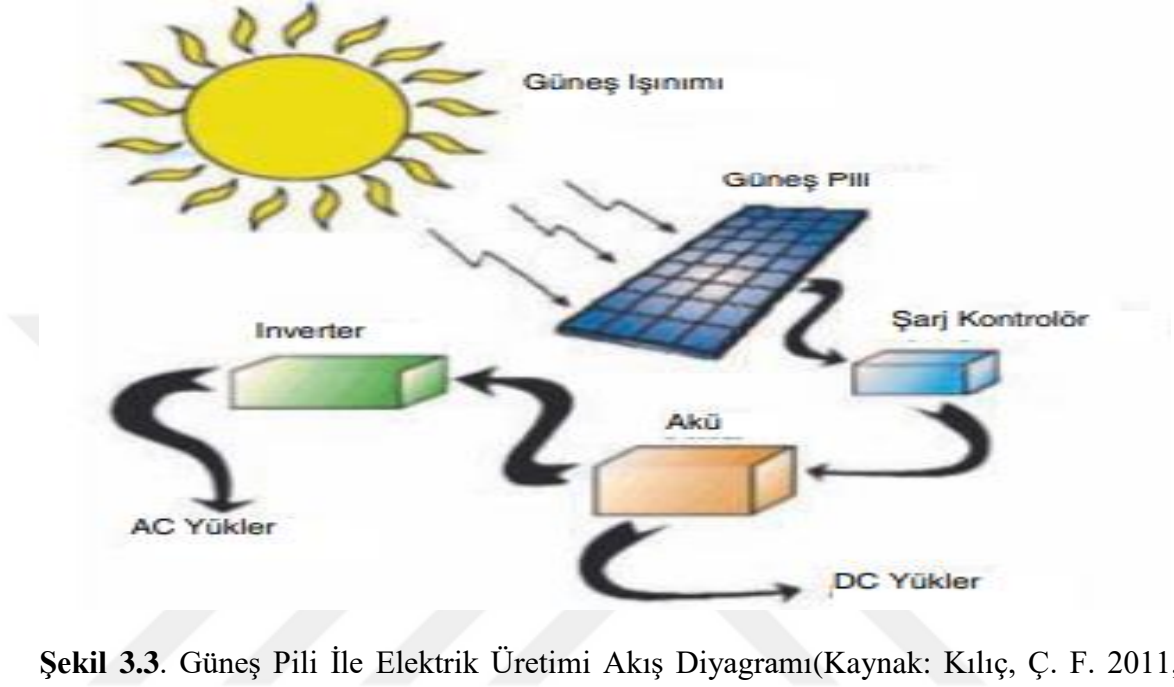 Güneş Işınımı
Güneş Pili
Şarj Kontrolör
Inverter
Akü
AC Yükler
DC Yükler
Şekil 3.3. Güneş Pili İle Elektrik Üretimi Akış Diyagramı(Kaynak: Kılıç, Ç. F. 2011.